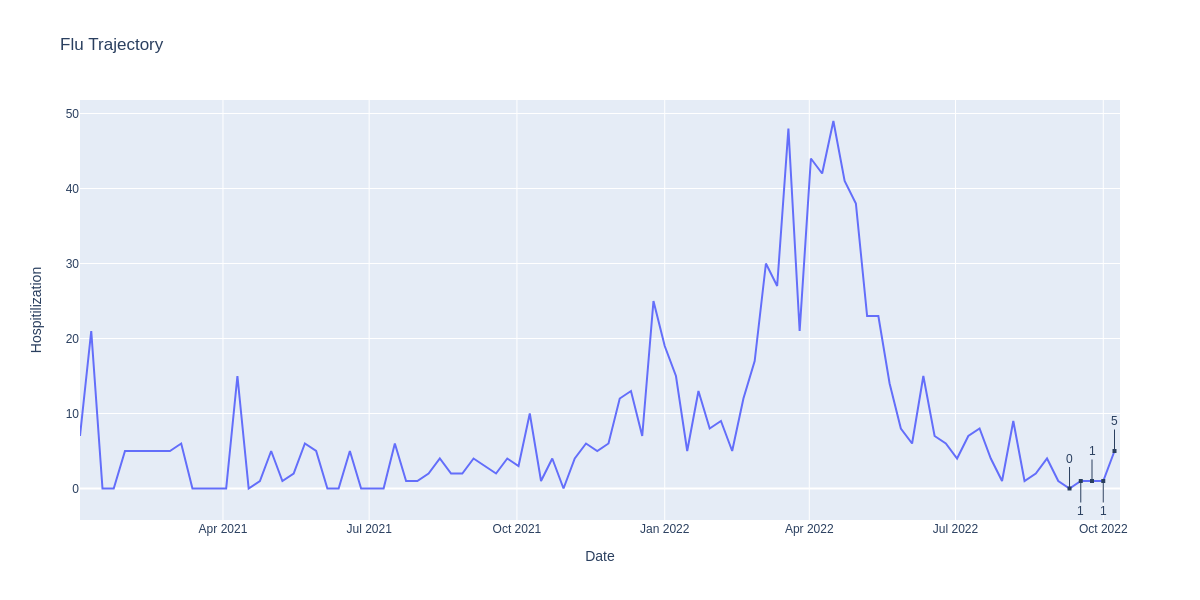 Flu Trajectory
50
40
30
20
10
0
Hospitilization
0
1
1
1
5
Apr 2021
Jul 2021
Oct 2021
Jan 2022
Apr 2022
Jul 2022
Oct 2022
Date